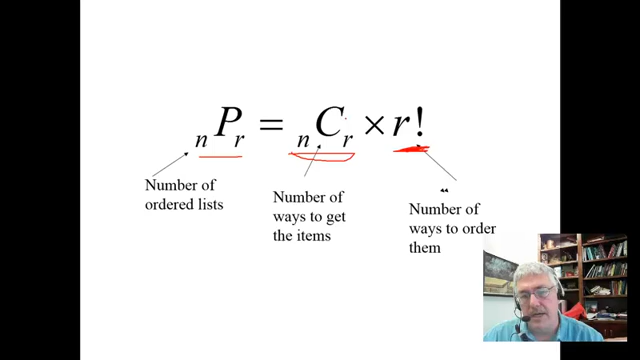 nPr = nCr × r!
Number of
ordered lists
Number of
ways to get
the items
Number of
ways to order
them